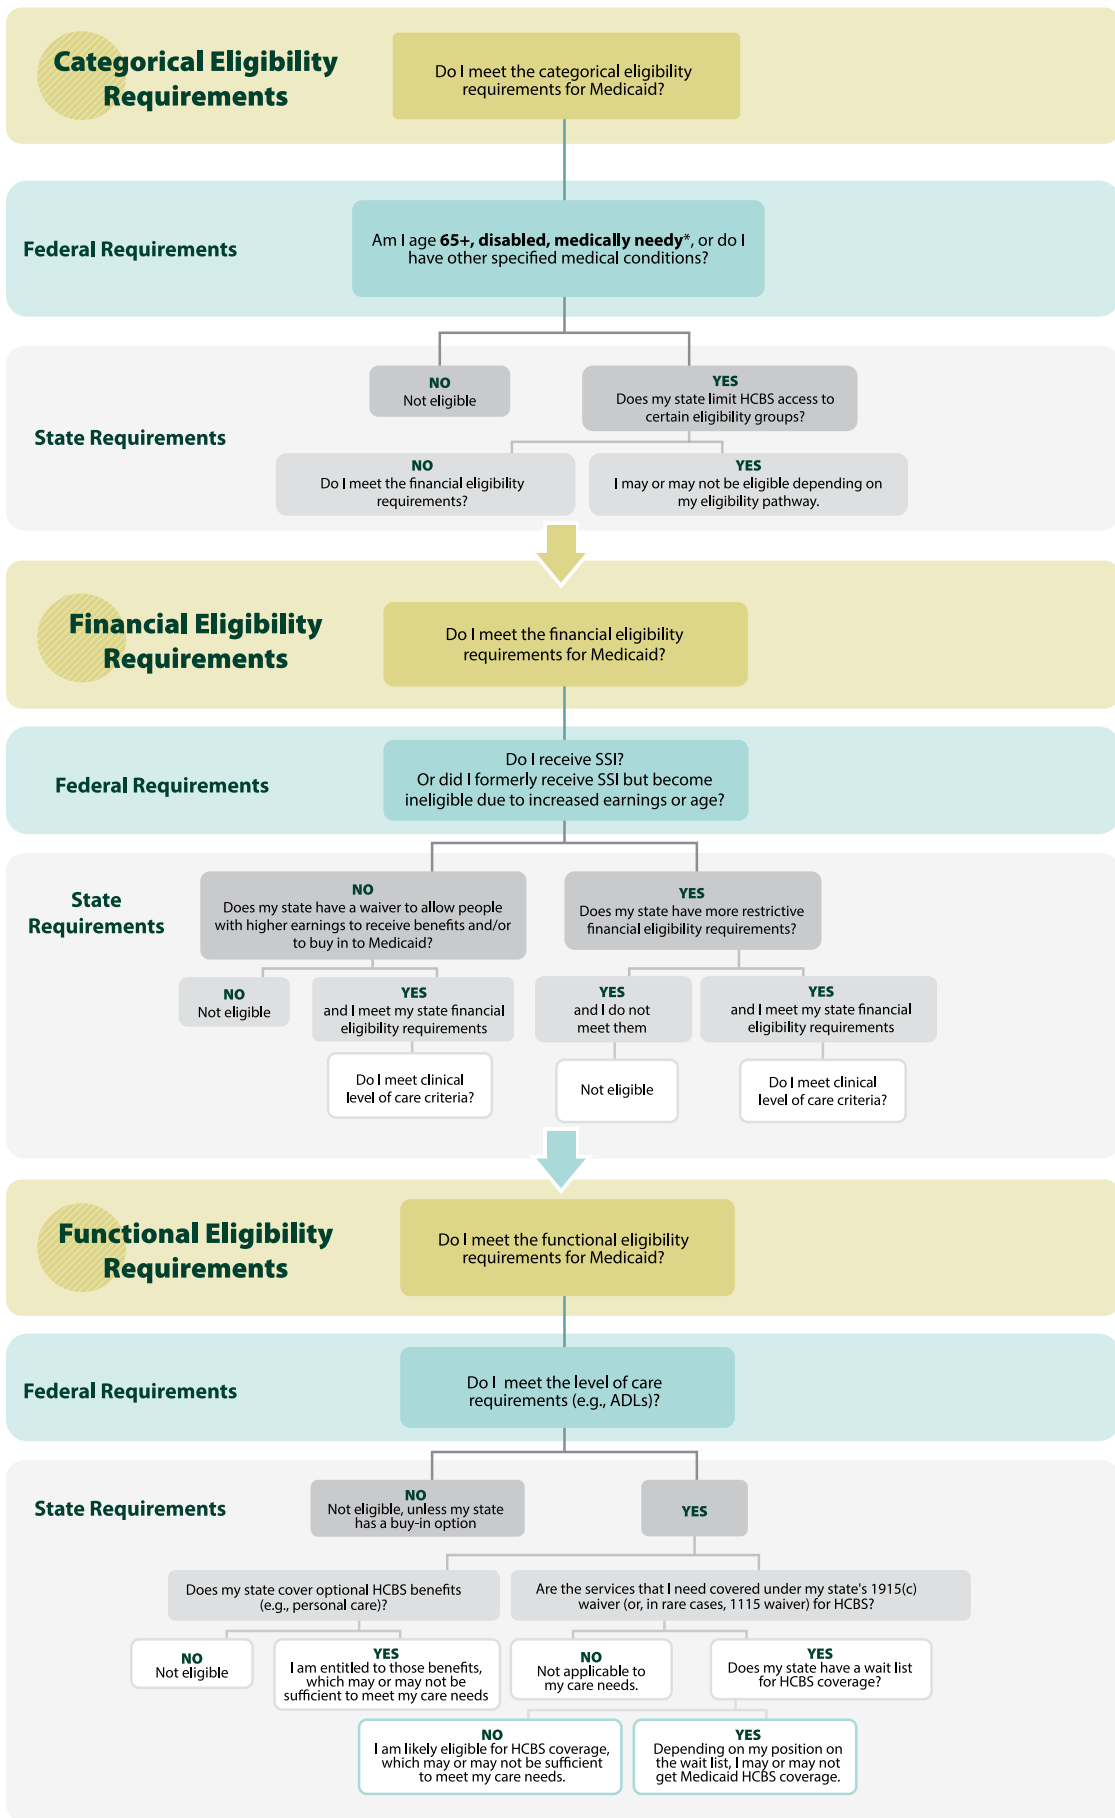 Categorical Eligibility
Requirements
Do I meet the categorical eligibility
requirements for Medicaid?
Federal Requirements
Am I age 65+, disabled, medically needy*, or do I
have other specified medical conditions?
State Requirements
NO
Not eligible
YES
Does my state limit HCBS access to
certain eligibility groups?
NO
Do I meet the financial eligibility
requirements?
YES
I may or may not be eligible depending on
my eligibility pathway.
Financial Eligibility
Requirements
Do I meet the financial eligibility
requirements for Medicaid?
Federal Requirements
Do I receive SSI?
Or did I formerly receive SSI but become
ineligible due to increased earnings or age?
State
Requirements
NO
Does my state have a waiver to allow people
with higher earnings to receive benefits and/or
to buy in to Medicaid?
YES
Does my state have more restrictive
financial eligibility requirements?
NO
Not eligible
YES
and I meet my state financial
eligibility requirements
YES
and I do not
meet them
YES
and I meet my state financial
eligibility requirements
Do I meet clinical
level of care criteria?
Not eligible
Do I meet clinical
level of care criteria?
Functional Eligibility
Requirements
Do I meet the functional eligibility
requirements for Medicaid?
Federal Requirements
Do I meet the level of care
requirements (e.g., ADLs)?
State Requirements
NO
Not eligible, unless my state
has a buy-in option
YES
Does my state cover optional HCBS benefits
(e.g., personal care)?
Are the services that I need covered under my state's 1915(c)
waiver (or, in rare cases, 1115 waiver) for HCBS?
NO
Not eligible
YES
I am entitled to those benefits,
which may or may not be
sufficient to meet my care needs
NO
Not applicable to
my care needs.
YES
Does my state have a wait list
for HCBS coverage?
NO
I am likely eligible for HCBS coverage,
which may or may not be sufficient
to meet my care needs.
YES
Depending on my position on
the wait list, I may or may not
get Medicaid HCBS coverage.